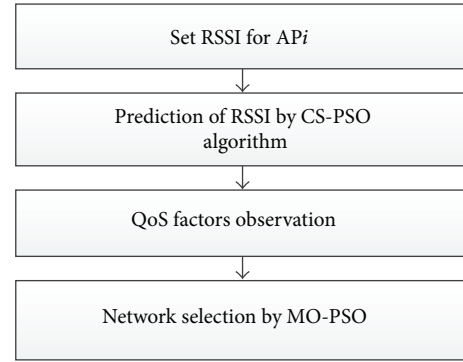 Set RSSI for APi
Prediction of RSSI by CS-PSO
algorithm
QoS factors observation
Network selection by MO-PSO